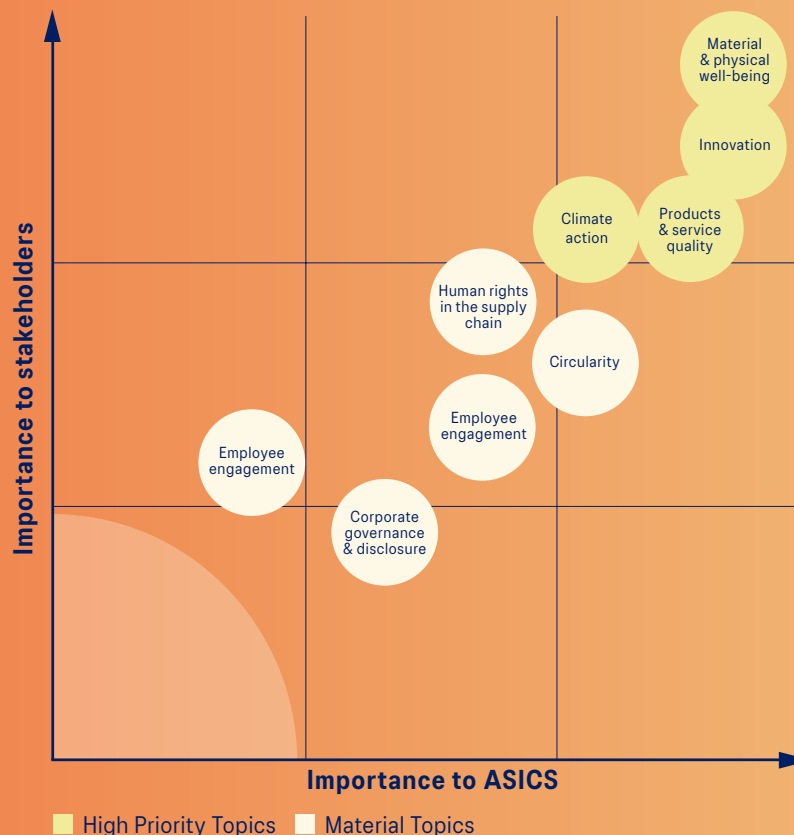 Importance to stakeholders
Material
& physical
well-being
Innovation
Climate
action
Products
& service
quality
Human rights
in the supply
chain
Circularity
Employee
engagement
Employee
engagement
Corporate
governance
& disclosure
Importance to ASICS
High Priority Topics
Material Topics